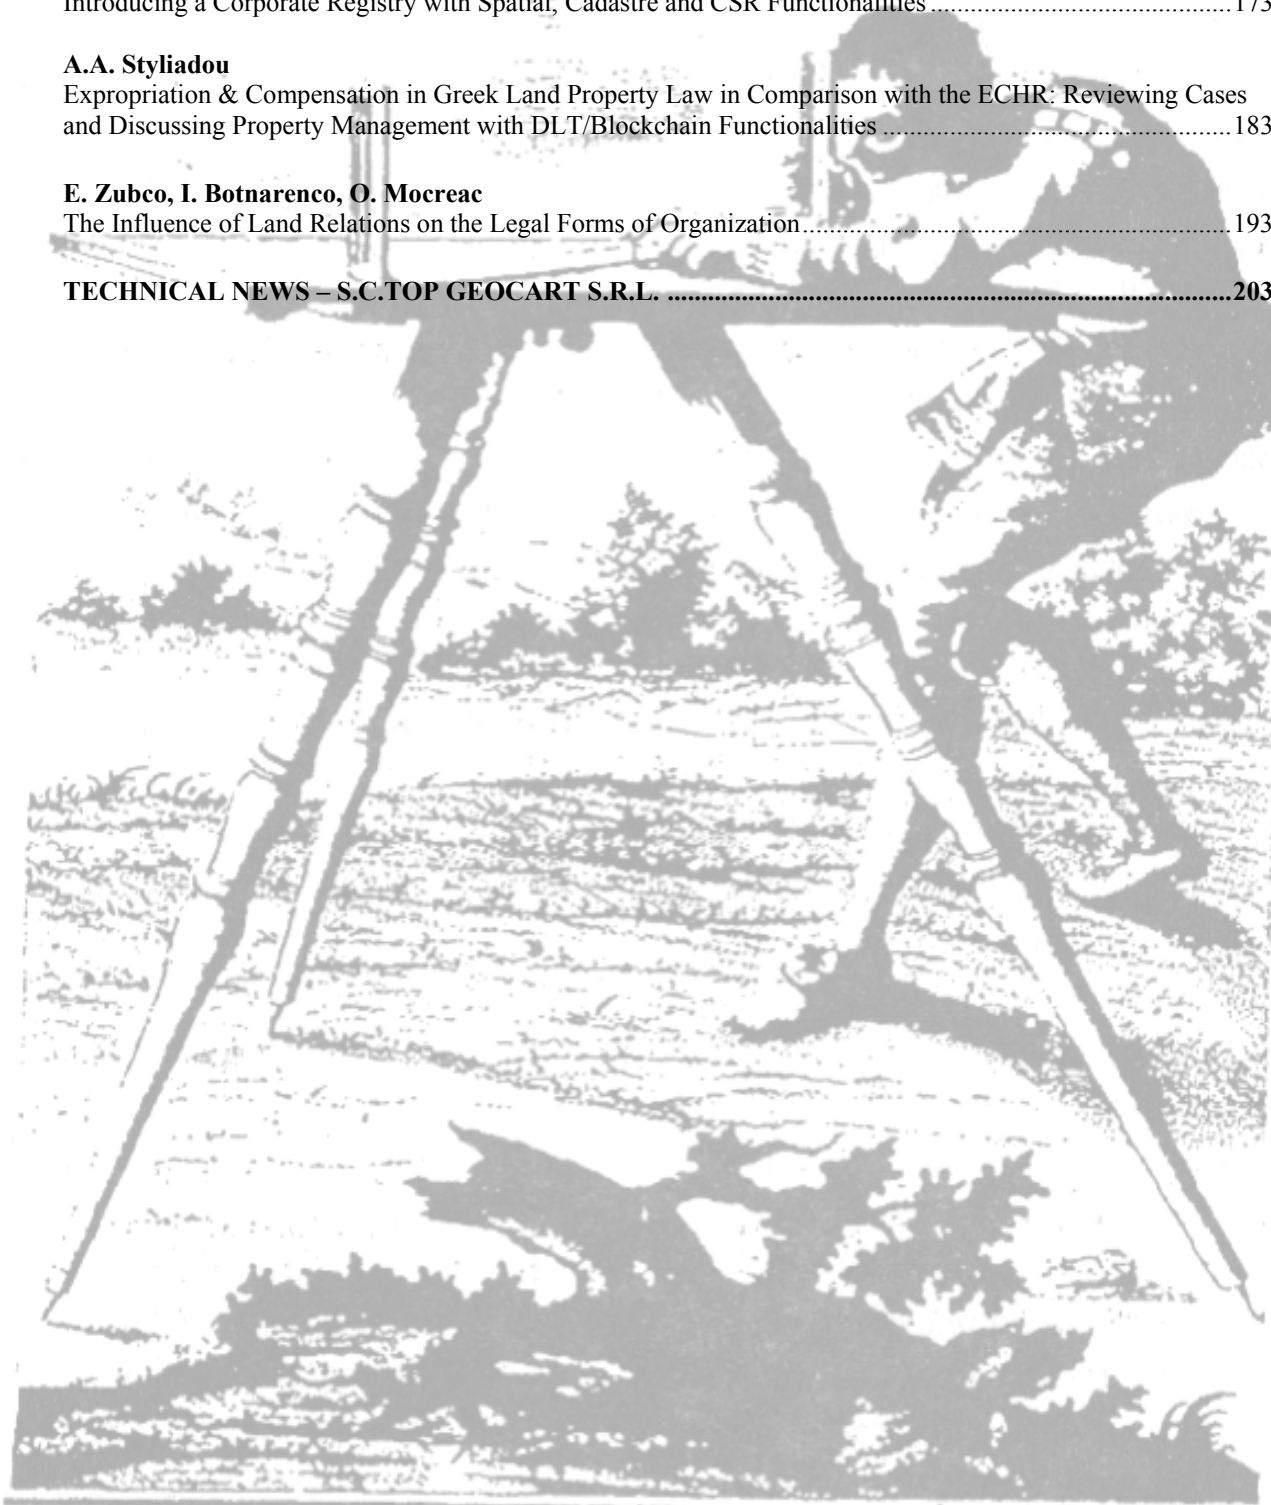 Introducing a Corporate Registry with Spatial, Cadastre and CSR Functionalities ............................................. 173
A.A. Styliadou
Expropriation & Compensation in Greek Land Property Law in Comparison with the ECHR: Reviewing Cases
and Discussing Property Management with DLT/Blockchain Functionalities .................................................... 183
E. Zubco, I. Botnarenco, O. Mocreac
The Influence of Land Relations on the Legal Forms of Organization ................................................................ 193
TECHNICAL NEWS – S.C.TOP GEOCART S.R.L. ..................................................................................... 203